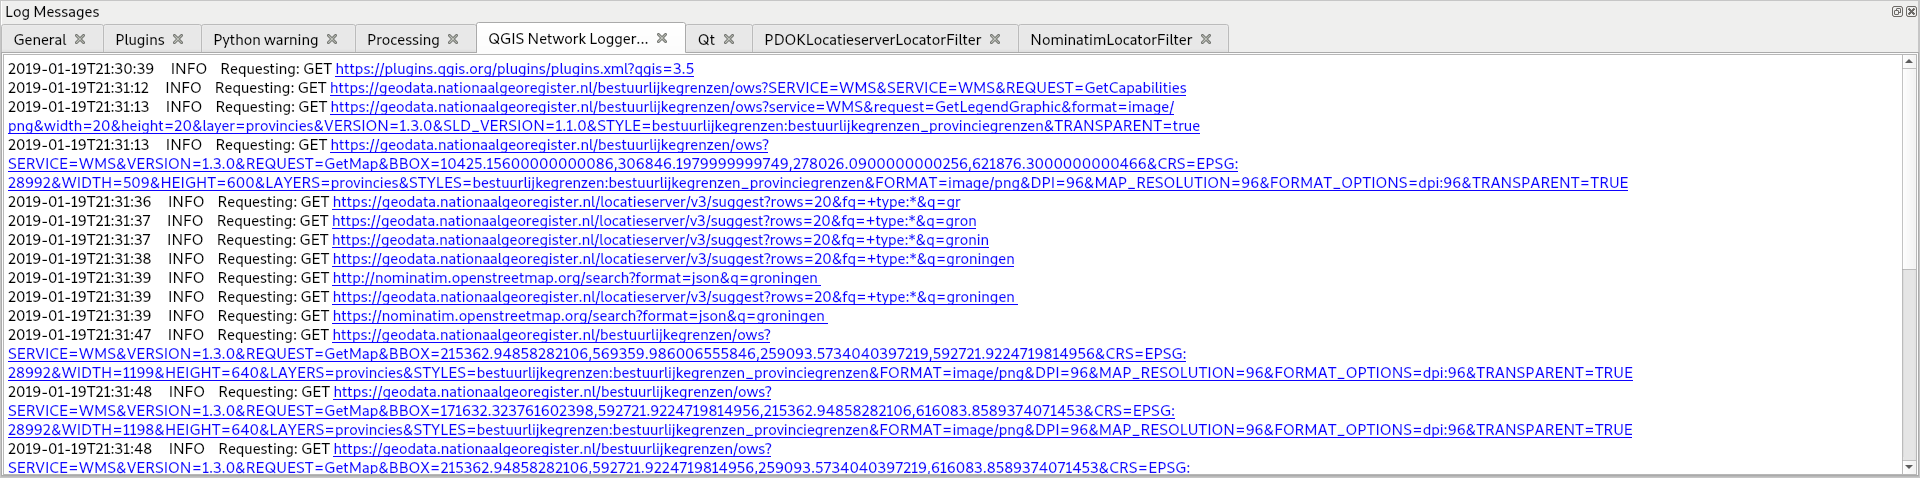 Log Messages
General Plugins Python warning Processing QGIS Network Logger... Qt PDOKLocatieserverLocatorFilter NominatimLocatorFilter
2019-01-19T21:30:39 INFO Requesting: GET https://plugins.qgis.org/plugins/plugins.xml?qgis=3.5
2019-01-19T21:31:12 INFO Requesting: GET https://geodata.nationaalgeoregister.nl/bestuurlijkegrenzen/ows?SERVICE=WMS&SERVICE=WMS&REQUEST=GetCapabilities
2019-01-19T21:31:13 INFO Requesting: GET https://geodata.nationaalgeoregister.nl/bestuurlijkegrenzen/ows?service=WMS&request=GetLegendGraphic&format=image/
png&width=20&height=20&layer=provincies&VERSION=1.3.0&SLD_VERSION=1.1.0&STYLE=bestuurlijkegrenzen:bestuurlijkegrenzen_provinciegrenzen&TRANSPARENT=true
2019-01-19T21:31:13 INFO Requesting: GET https://geodata.nationaalgeoregister.nl/bestuurlijkegrenzen/ows?
SERVICE=WMS&VERSION=1.3.0&REQUEST=GetMap&BBOX=10425.15600000000086,306846.1979999999749,278026.0900000000256,621876.3000000000466&CRS=EPSG:
28992&WIDTH=509&HEIGHT=600&LAYERS=provincies&STYLES=bestuurlijkegrenzen:bestuurlijkegrenzen_provinciegrenzen&FORMAT=image/png&DPI=96&MAP_RESOLUTION=96&FORMAT_OPTIONS=dpi:96&TRANSPARENT=TRUE
2019-01-19T21:31:36 INFO Requesting: GET https://geodata.nationaalgeoregister.nl/locatieserver/v3/suggest?rows=20&fq=+type:*&q=gr
2019-01-19T21:31:37 INFO Requesting: GET https://geodata.nationaalgeoregister.nl/locatieserver/v3/suggest?rows=20&fq=+type:*&q=gron
2019-01-19T21:31:37 INFO Requesting: GET https://geodata.nationaalgeoregister.nl/locatieserver/v3/suggest?rows=20&fq=+type:*&q=gronin
2019-01-19T21:31:38 INFO Requesting: GET https://geodata.nationaalgeoregister.nl/locatieserver/v3/suggest?rows=20&fq=+type:*&q=groningen
2019-01-19T21:31:39 INFO Requesting: GET http://nominatim.openstreetmap.org/search?format=json&q=groningen
2019-01-19T21:31:39 INFO Requesting: GET https://geodata.nationaalgeoregister.nl/locatieserver/v3/suggest?rows=20&fq=+type:*&q=groningen
2019-01-19T21:31:39 INFO Requesting: GET https://nominatim.openstreetmap.org/search?format=json&q=groningen
2019-01-19T21:31:47 INFO Requesting: GET https://geodata.nationaalgeoregister.nl/bestuurlijkegrenzen/ows?
SERVICE=WMS&VERSION=1.3.0&REQUEST=GetMap&BBOX=215362.94858282106,569359.986006555846,259093.5734040397219,592721.9224719814956&CRS=EPSG:
28992&WIDTH=1199&HEIGHT=640&LAYERS=provincies&STYLES=bestuurlijkegrenzen:bestuurlijkegrenzen_provinciegrenzen&FORMAT=image/png&DPI=96&MAP_RESOLUTION=96&FORMAT_OPTIONS=dpi:96&TRANSPARENT=TRUE
2019-01-19T21:31:48 INFO Requesting: GET https://geodata.nationaalgeoregister.nl/bestuurlijkegrenzen/ows?
SERVICE=WMS&VERSION=1.3.0&REQUEST=GetMap&BBOX=171632.323761602398,592721.9224719814956,215362.94858282106,616083.8589374071453&CRS=EPSG:
28992&WIDTH=1198&HEIGHT=640&LAYERS=provincies&STYLES=bestuurlijkegrenzen:bestuurlijkegrenzen_provinciegrenzen&FORMAT=image/png&DPI=96&MAP_RESOLUTION=96&FORMAT_OPTIONS=dpi:96&TRANSPARENT=TRUE
2019-01-19T21:31:48 INFO Requesting: GET https://geodata.nationaalgeoregister.nl/bestuurlijkegrenzen/ows?
SERVICE=WMS&VERSION=1.3.0&REQUEST=GetMap&BBOX=215362.94858282106,592721.9224719814956,259093.5734040397219,616083.8589374071453&CRS=EPSG: